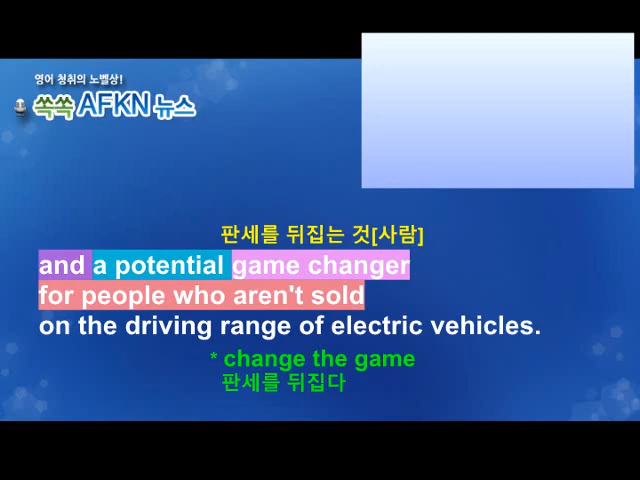 영어 청취의 노벨상!
쏙쏙 AFKN 뉴스
판세를 뒤집는 것[사람]
and a potential game changer
for people who aren't sold
on the driving range of electric vehicles.
* change the game
판세를 뒤집다